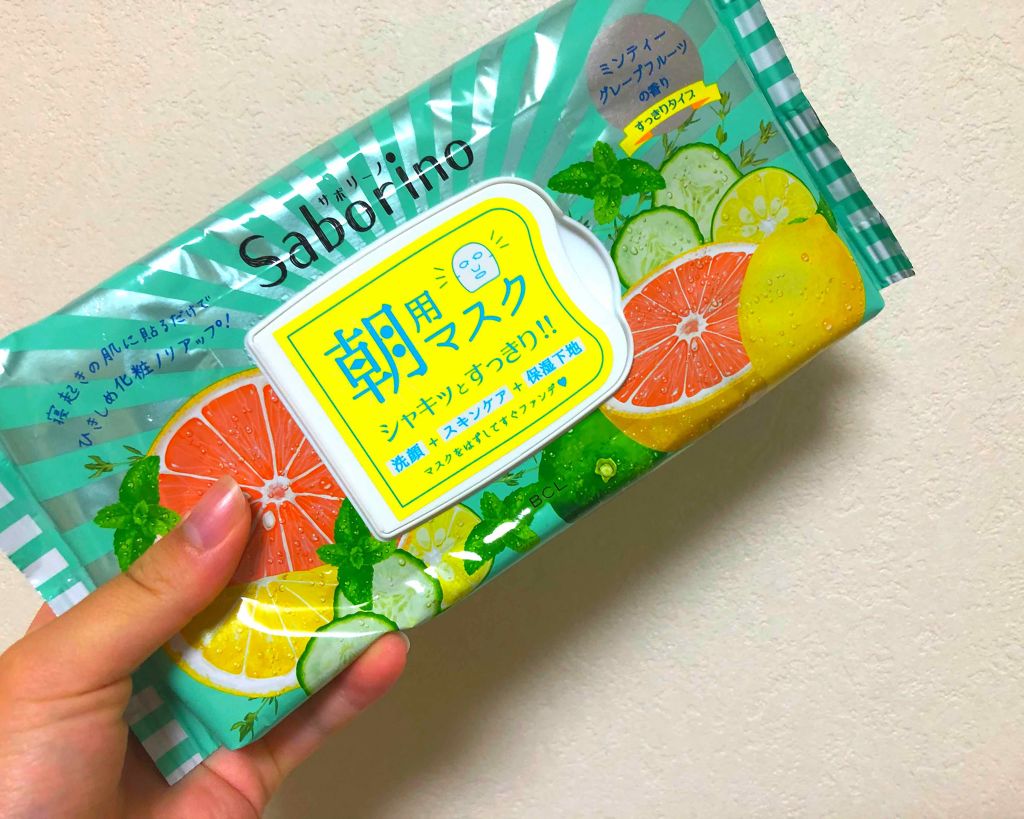 ミンティー
グレープフルーツ
の香り
すっきりタイプ
サボリーノ
Saborino
寝起きの肌に貼るだけで
ひきしめ化粧ノリアップ!
朝用
マスク
シャキッとすっきり!!
洗顔+スキンケア+保湿下地
マスクをはずしてすぐファンデ♥
BCL